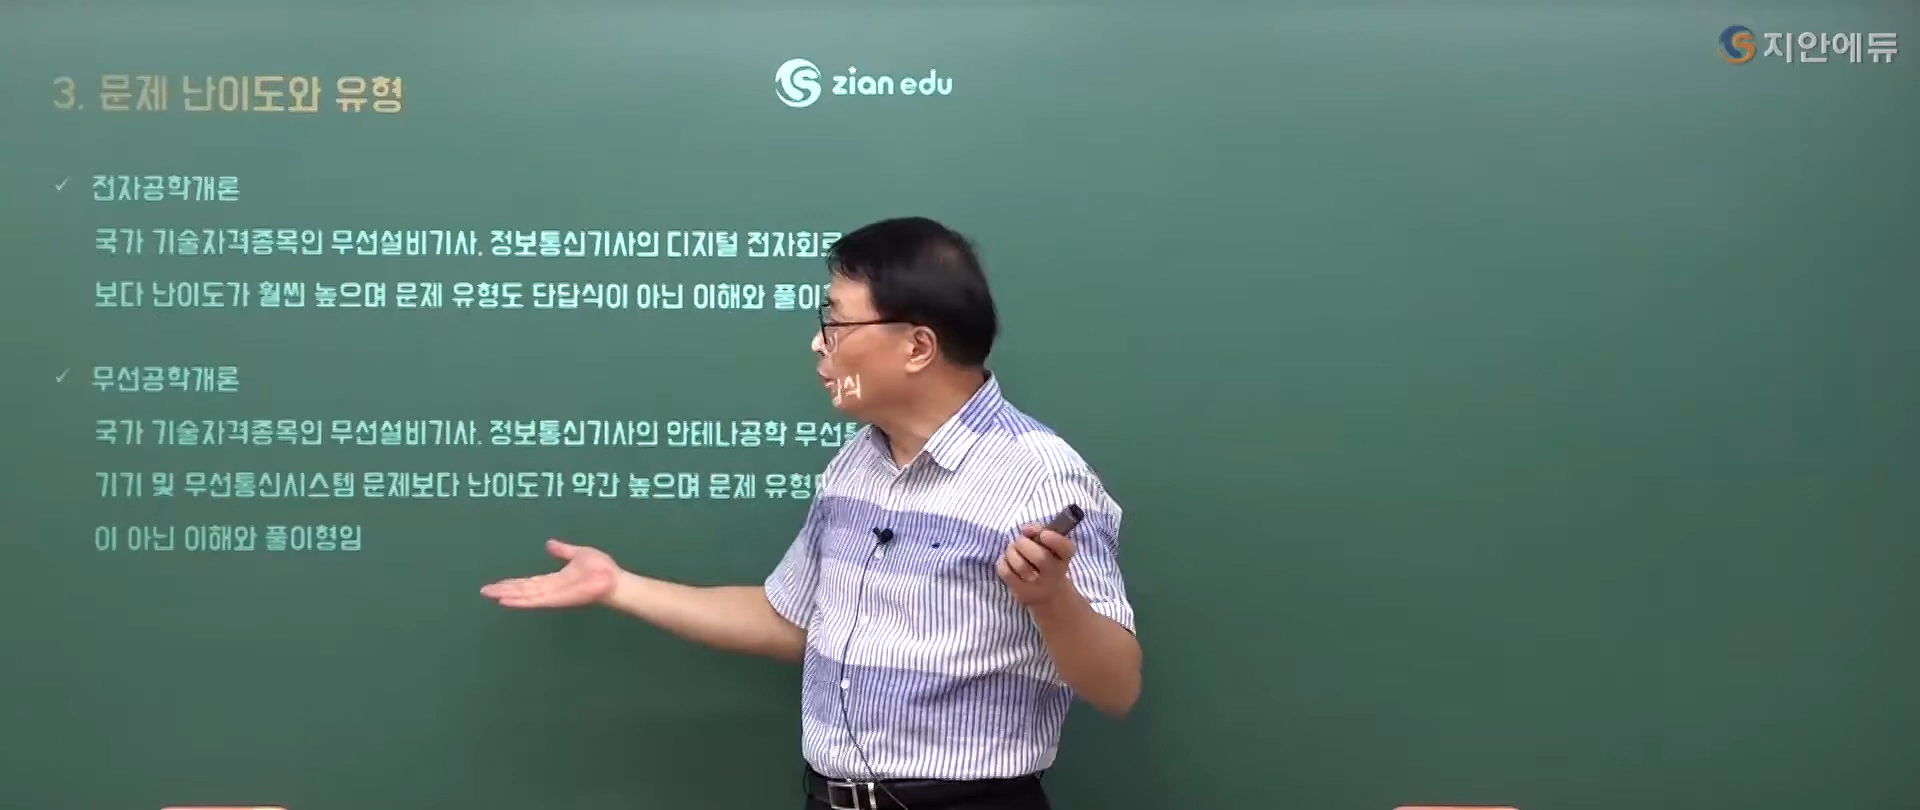 지안에듀
zian edu
3. 문제 난이도와 유형
✓ 전자공학개론
국가 기술자격종목인 무선설비기사, 정보통신기사의 디지털 전자회로
보다 난이도가 훨씬 높으며 문제 유형도 단답식이 아닌 이해와
✓ 무선공학개론
국가 기술자격종목인 무선설비기사, 정보통신기사의 안테나공학
기기 및 무선통신시스템 문제보다 난이도가 약간 높으며 문제
이 아닌 이해와 풀이형임